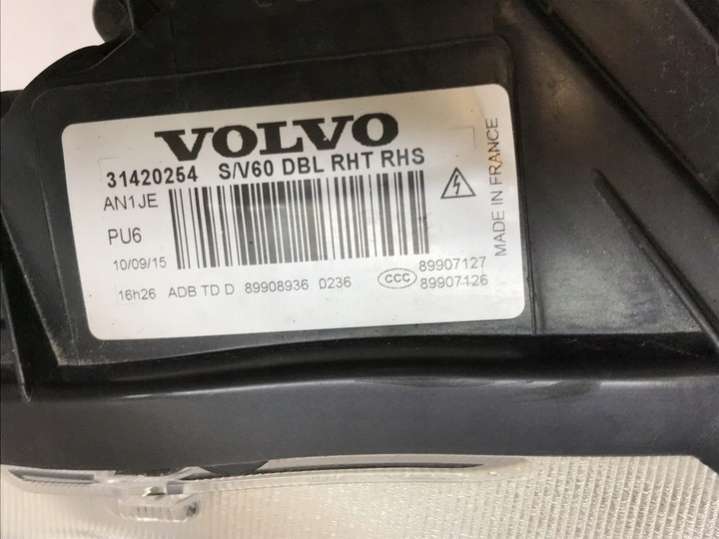 VOLVO
31420254 S/V60 DBL RHT RHS
AN1JE
PU6
10/09/15
16h26 ADB TD D 89908936 0236
CCC 89907127
89907126
MADE IN FRANCE